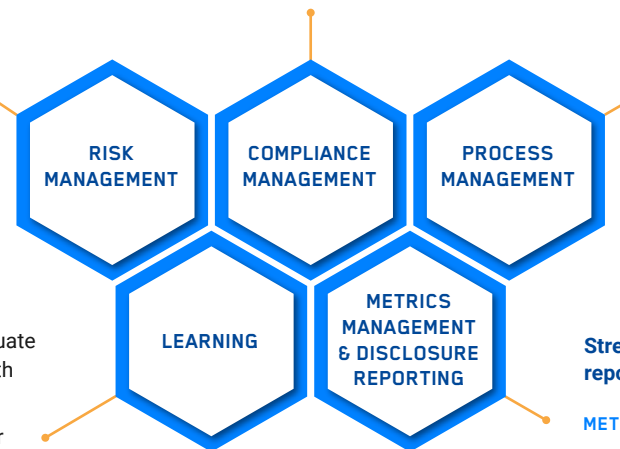 RISK
MANAGEMENT
COMPLIANCE
MANAGEMENT
PROCESS
MANAGEMENT
LEARNING
METRICS
MANAGEMENT
& DISCLOSURE
REPORTING